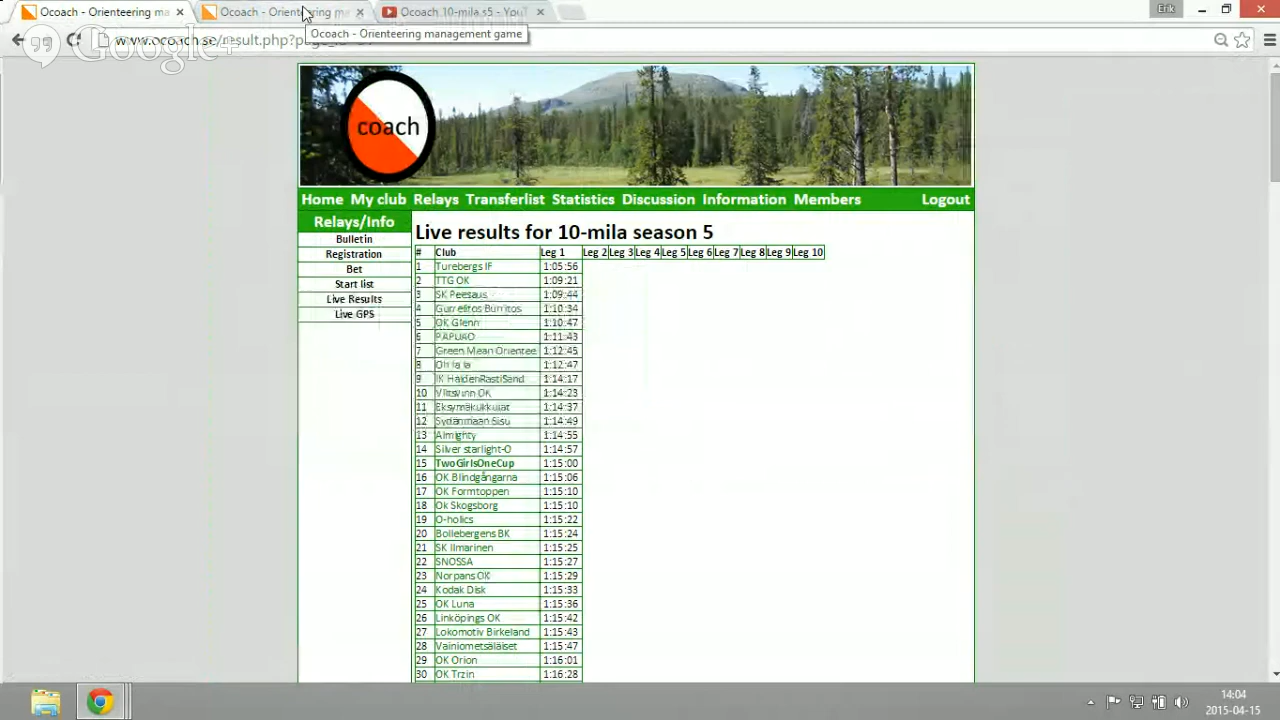 Ocoach - Orienteering ma
Ocoach - Orienteering ma
Ocoach 10-mila s5 - YouT
Erik
Ocoach - Orienteering management game
www.ocoach.se/result.php?page
Google+
coach
Home My club Relays Transferlist Statistics Discussion Information Members Logout
Relays/Info
Bulletin
Registration
Bet
Start list
Live Results
Live GPS
Live results for 10-mila season 5
# Club Leg 1 Leg 2 Leg 3 Leg 4 Leg 5 Leg 6 Leg 7 Leg 8 Leg 9 Leg 10
1 Turebergs IF 1:05:56
2 TTG OK 1:09:21
3 SK Peesaus 1:09:44
4 Gurrelitos Burritos 1:10:34
5 OK Glenn 1:10:47
6 PAPUAO 1:11:43
7 Green Mean Orientee 1:12:45
8 Oh la la 1:12:47
9 IK HaldenRastiSand 1:14:17
10 OK 1:14:23
11 Eksymäkukkulat 1:14:37
12 Sydänmaan Sisu 1:14:49
13 Almighty 1:14:55
14 Silver starlight-O 1:14:57
15 TwoGirlsOneCup 1:15:00
16 OK Blindgångarna 1:15:06
17 OK Formtoppen 1:15:10
18 Ok Skogsborg 1:15:10
19 O-holics 1:15:22
20 Bollebergens BK 1:15:24
21 SK Ilmarinen 1:15:25
22 SNOSSA 1:15:27
23 Norpans OK 1:15:29
24 Kodak Disk 1:15:33
25 OK Luna 1:15:36
26 Linköpings OK 1:15:42
27 Lokomotiv Birkeland 1:15:43
28 Vainiometsäläiset 1:15:47
29 OK Orion 1:16:01
30 OK Trzin 1:16:28
14:04
2015-04-15